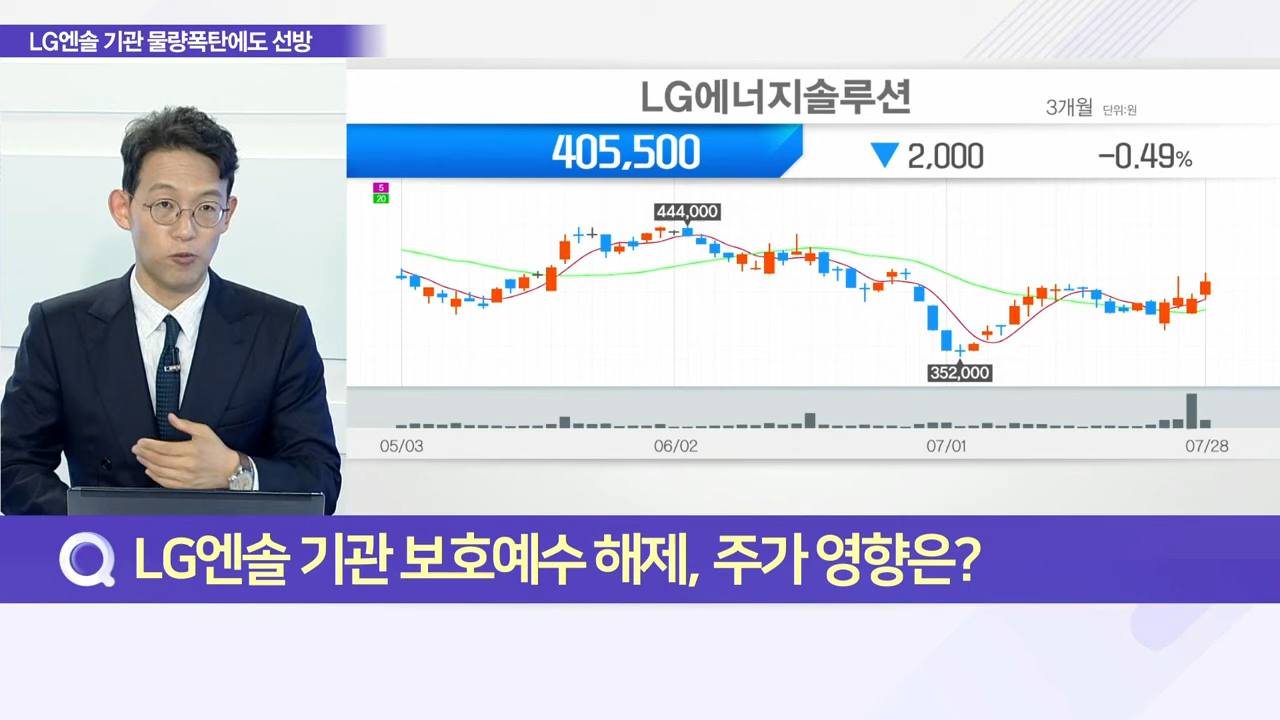 LG엔솔 기관 물량폭탄에도 선방
LG에너지솔루션
3개월 단위:원
405,500 ▼ 2,000 -0.49%
5
20
444,000
352,000
05/03 06/02 07/01 07/28
LG엔솔 기관 보호예수 해제, 주가 영향은?